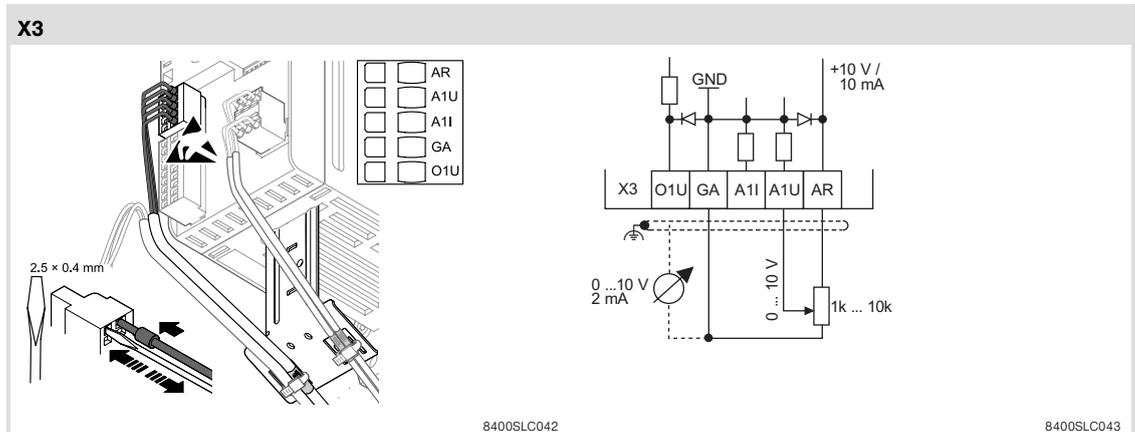 X3
AR
A1U
A1I
GA
O1U
2.5 × 0.4 mm
8400SLC042
GND
+10 V /
10 mA
X3 O1U GA A1I A1U AR
0 ...10 V
2 mA
0 ... 10 V
1k ... 10k
8400SLC043